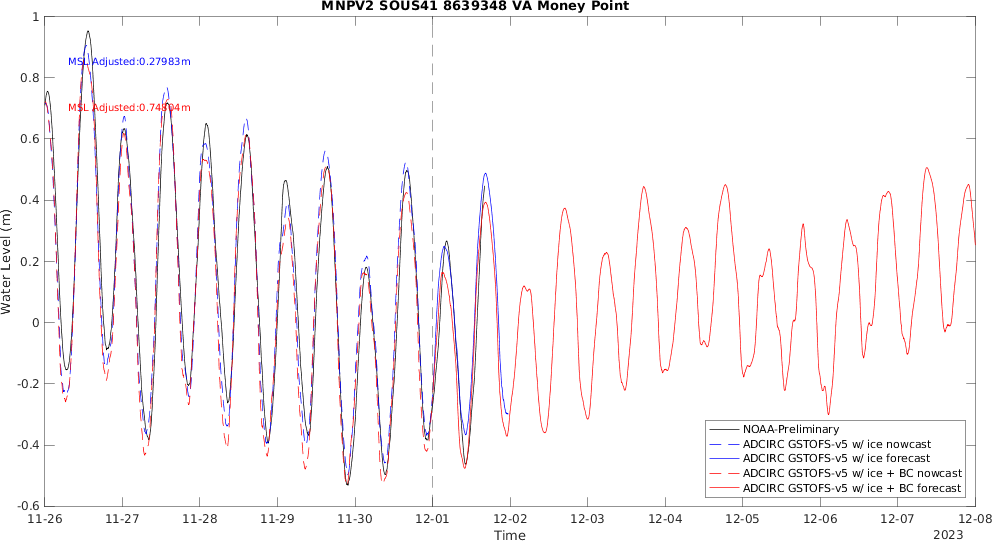 MNPV2 SOUS41 8639348 VA Money Point
1
0.8
0.6
0.4
0.2
0
-0.2
-0.4
-0.6
Water Level (m)
MSL Adjusted:0.27983m
MSL Adjusted:0.74804m
NOAA-Preliminary
ADCIRC GSTOFS-v5 w/ ice nowcast
ADCIRC GSTOFS-v5 w/ ice forecast
ADCIRC GSTOFS-v5 w/ ice + BC nowcast
ADCIRC GSTOFS-v5 w/ ice + BC forecast
11-26 11-27 11-28 11-29 11-30 12-01 12-02 12-03 12-04 12-05 12-06 12-07 12-08
Time
2023